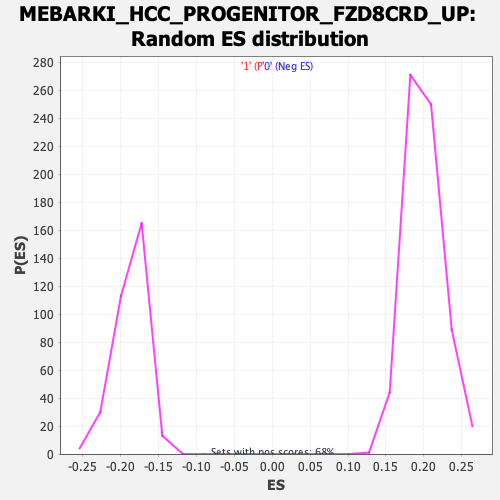 MEBARKI_HCC_PROGENITOR_FZD8CRD_UP:
Random ES distribution
'1' (P'0' (Neg ES)
280
260
240
220
200
180
160
140
120
100
80
60
40
20
0
P(ES)
Sets with pos scores: 68%
-0.25 -0.20 -0.15 -0.10 -0.05 0.00 0.05 0.10 0.15 0.20 0.25
ES